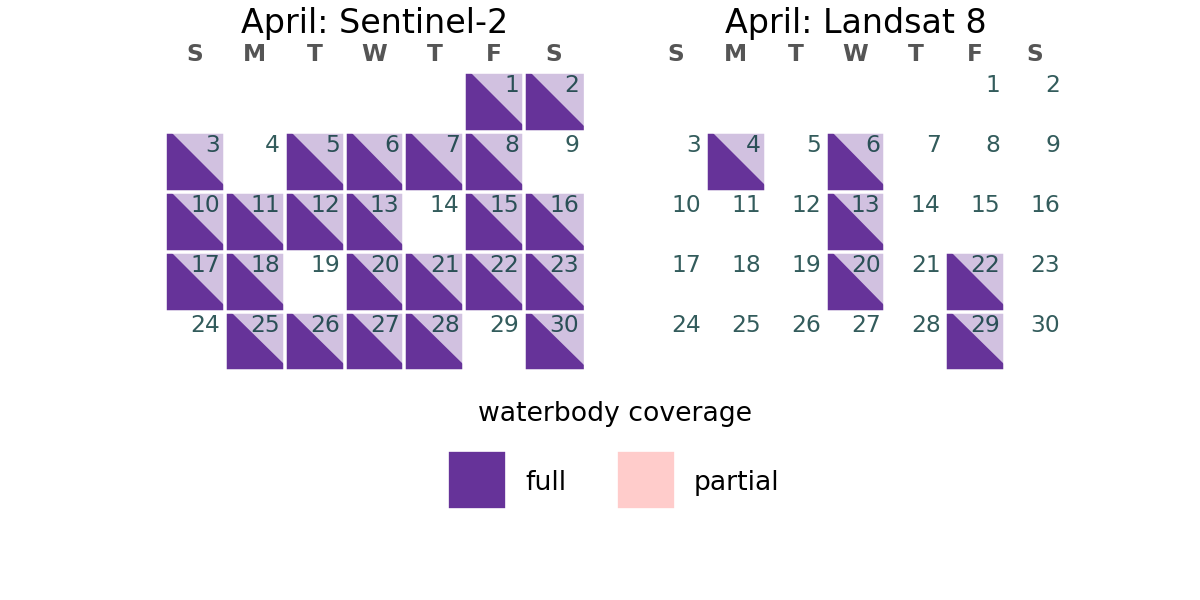 April: Sentinel-2
S M T W T F S
1 2
3 4 5 6 7 8 9
10 11 12 13 14 15 16
17 18 19 20 21 22 23
24 25 26 27 28 29 30
April: Landsat 8
S M T W T F S
1 2
3 4 5 6 7 8 9
10 11 12 13 14 15 16
17 18 19 20 21 22 23
24 25 26 27 28 29 30
waterbody coverage
full
partial